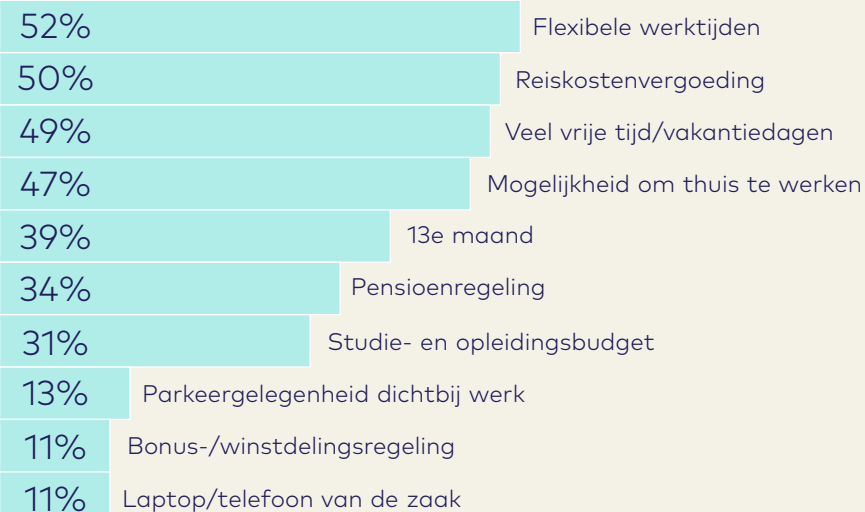 52% Flexibele werktijden
50% Reiskostenvergoeding
49% Veel vrije tijd/vakantiedagen
47% Mogelijkheid om thuis te werken
39% 13e maand
34% Pensioenregeling
31% Studie- en opleidingsbudget
13% Parkeergelegenheid dichtbij werk
11% Bonus-/winstdelingsregeling
11% Laptop/telefoon van de zaak